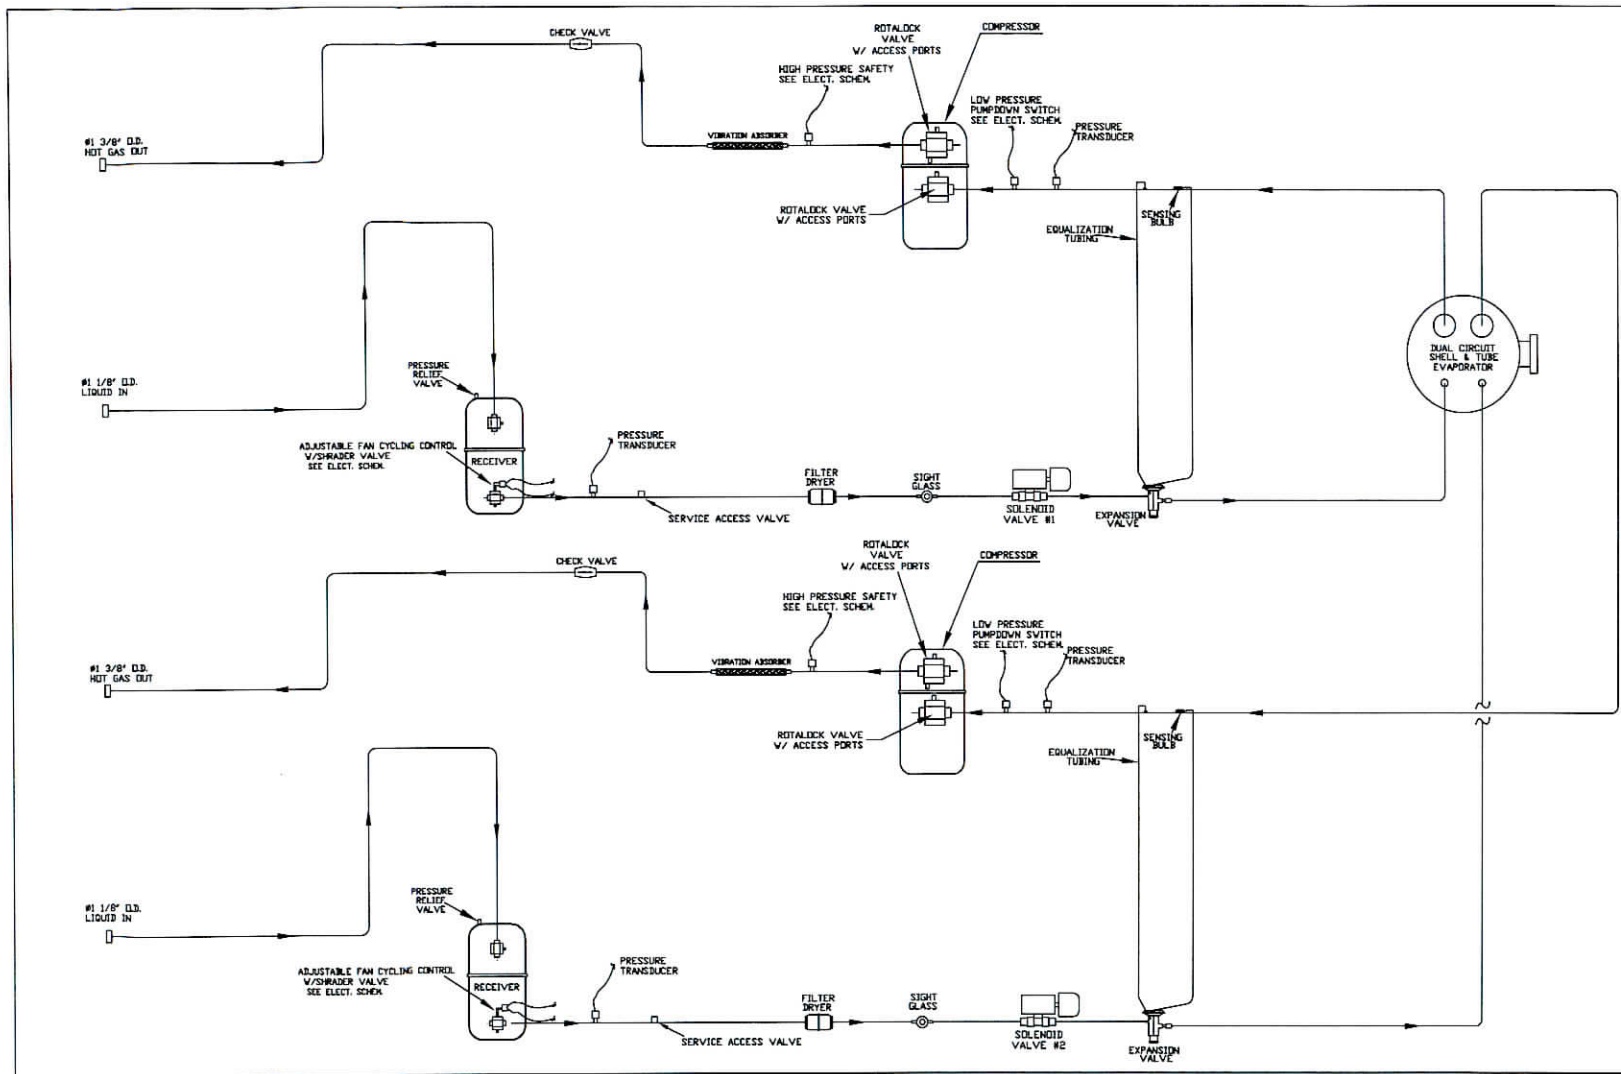 CHECK VALVE
ROTALOCK
VALVE
W/ ACCESS PORTS
COMPRESSOR
HIGH PRESSURE SAFETY
SEE ELECT. SCHEM.
LOW PRESSURE
PUMPDOWN SWITCH
SEE ELECT. SCHEM.
PRESSURE
TRANSDUCER
VIBRATION ABSORBER
ø1 3/8" O.D.
HOT GAS OUT
ROTALOCK VALVE
W/ ACCESS PORTS
SENSING
BULB
EQUALIZATION
TUBING
DUAL CIRCUIT
SHELL & TUBE
EVAPORATOR
ø1 1/8" O.D.
LIQUID IN
PRESSURE
RELIEF
VALVE
ADJUSTABLE FAN CYCLING CONTROL
W/SHRADER VALVE
SEE ELECT. SCHEM.
RECEIVER
PRESSURE
TRANSDUCER
SERVICE ACCESS VALVE
FILTER
DRYER
SIGHT
GLASS
SOLENOID
VALVE #1
EXPANSION
VALVE
CHECK VALVE
ROTALOCK
VALVE
W/ ACCESS PORTS
COMPRESSOR
HIGH PRESSURE SAFETY
SEE ELECT. SCHEM.
LOW PRESSURE
PUMPDOWN SWITCH
SEE ELECT. SCHEM.
PRESSURE
TRANSDUCER
VIBRATION ABSORBER
ø1 3/8" O.D.
HOT GAS OUT
ROTALOCK VALVE
W/ ACCESS PORTS
SENSING
BULB
EQUALIZATION
TUBING
ø1 1/8" O.D.
LIQUID IN
PRESSURE
RELIEF
VALVE
ADJUSTABLE FAN CYCLING CONTROL
W/SHRADER VALVE
SEE ELECT. SCHEM.
RECEIVER
PRESSURE
TRANSDUCER
SERVICE ACCESS VALVE
FILTER
DRYER
SIGHT
GLASS
SOLENOID
VALVE #2
EXPANSION
VALVE